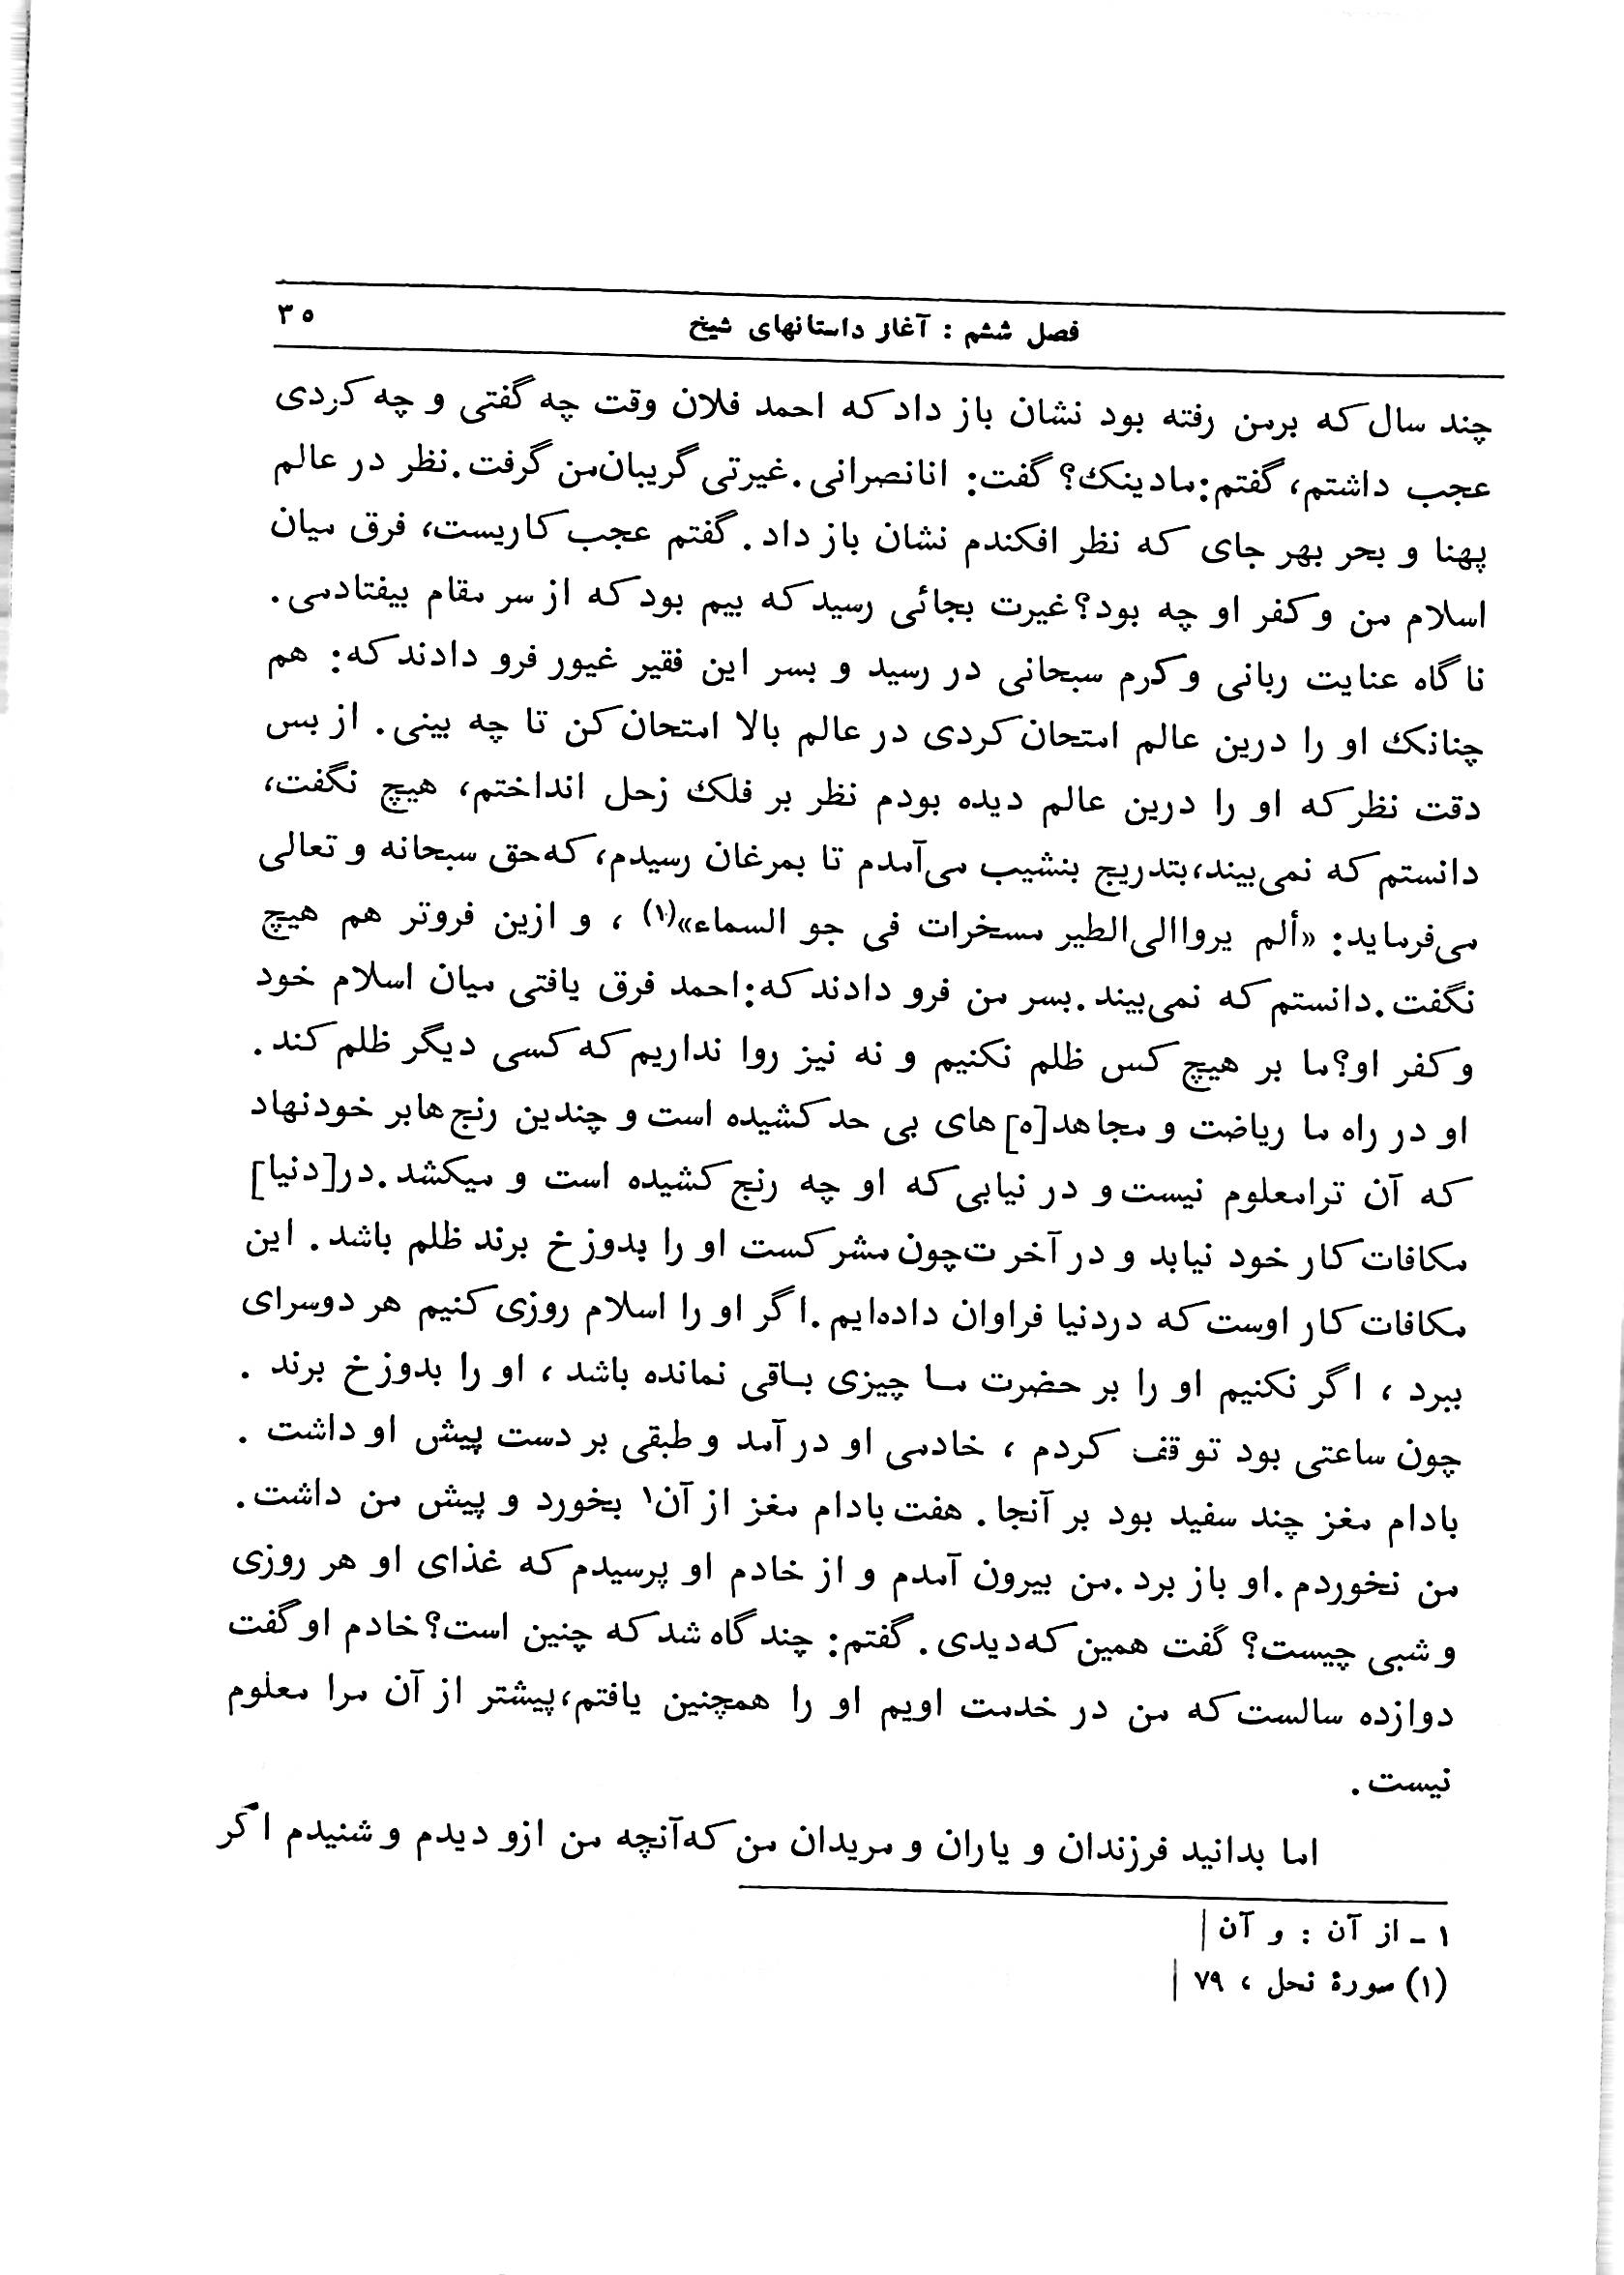 فصل ششم : آغاز داستانهای شیخ ۳۵
چند سال که برمن رفته بود نشان باز داد که احمد فلان وقت چه گفتی و چه کردی
عجب داشتم، گفتم: مادینک؟ گفت: انانصرانی. غیرتی گریبان‌من گرفت. نظر در عالم
پهنا و بحر بهر جای که نظر افکندم نشان باز داد. گفتم عجب کاریست، فرق میان
اسلام من و کفر او چه بود؟ غیرت بجائی رسید که بیم بود که از سر مقام بیفتادمی.
ناگاه عنایت ربانی و کرم سبحانی در رسید و بسر این فقیر غیور فرو دادند که: هم
چنانک او را درین عالم امتحان کردی در عالم بالا امتحان کن تا چه بینی. از بس
دقت نظر که او را درین عالم دیده بودم نظر بر فلک زحل انداختم، هیچ نگفت،
دانستم که نمی‌بیند، بتدریج بنشیب می‌آمدم تا بمرغان رسیدم، که حق سبحانه و تعالی
می‌فرماید: «ألم یرواالی‌الطیر مسخرات فی جو السماء»(۱) ، و ازین فروتر هم هیچ
نگفت. دانستم که نمی‌بیند. بسر من فرو دادند که: احمد فرق یافتی میان اسلام خود
و کفر او؟ ما بر هیچ کس ظلم نکنیم و نه نیز روا نداریم که کسی دیگر ظلم کند.
او در راه ما ریاضت و مجاهد[ه] های بی حد کشیده است و چندین رنج‌ها بر خود نهاد
که آن ترا معلوم نیست و در نیابی که او چه رنج کشیده است و میکشد. در[دنیا]
مکافات کار خود نیابد و در آخرت چون مشرکست او را بدوزخ برند ظلم باشد. این
مکافات کار اوست که در دنیا فراوان داده‌ایم. اگر او را اسلام روزی کنیم هر دوسرای
ببرد ، اگر نکنیم او را بر حضرت ما چیزی باقی نمانده باشد ، او را بدوزخ برند .
چون ساعتی بود توقف کردم ، خادمی او در آمد و طبقی بر دست پیش او داشت .
بادام مغز چند سفید بود بر آنجا. هفت بادام مغز از آن۱ بخورد و پیش من داشت.
من نخوردم. او باز برد. من بیرون آمدم و از خادم او پرسیدم که غذای او هر روزی
و شبی چیست؟ گفت همین که دیدی. گفتم: چند گاه شد که چنین است؟ خادم او گفت
دوازده سالست که من در خدمت اویم او را همچنین یافتم، پیشتر از آن مرا معلوم
نیست.
اما بدانید فرزندان و یاران و مریدان من که آنچه من ازو دیدم و شنیدم اگر
۱ - از آن : و آن |
(۱) سورهٔ نحل ، ۷۹ |